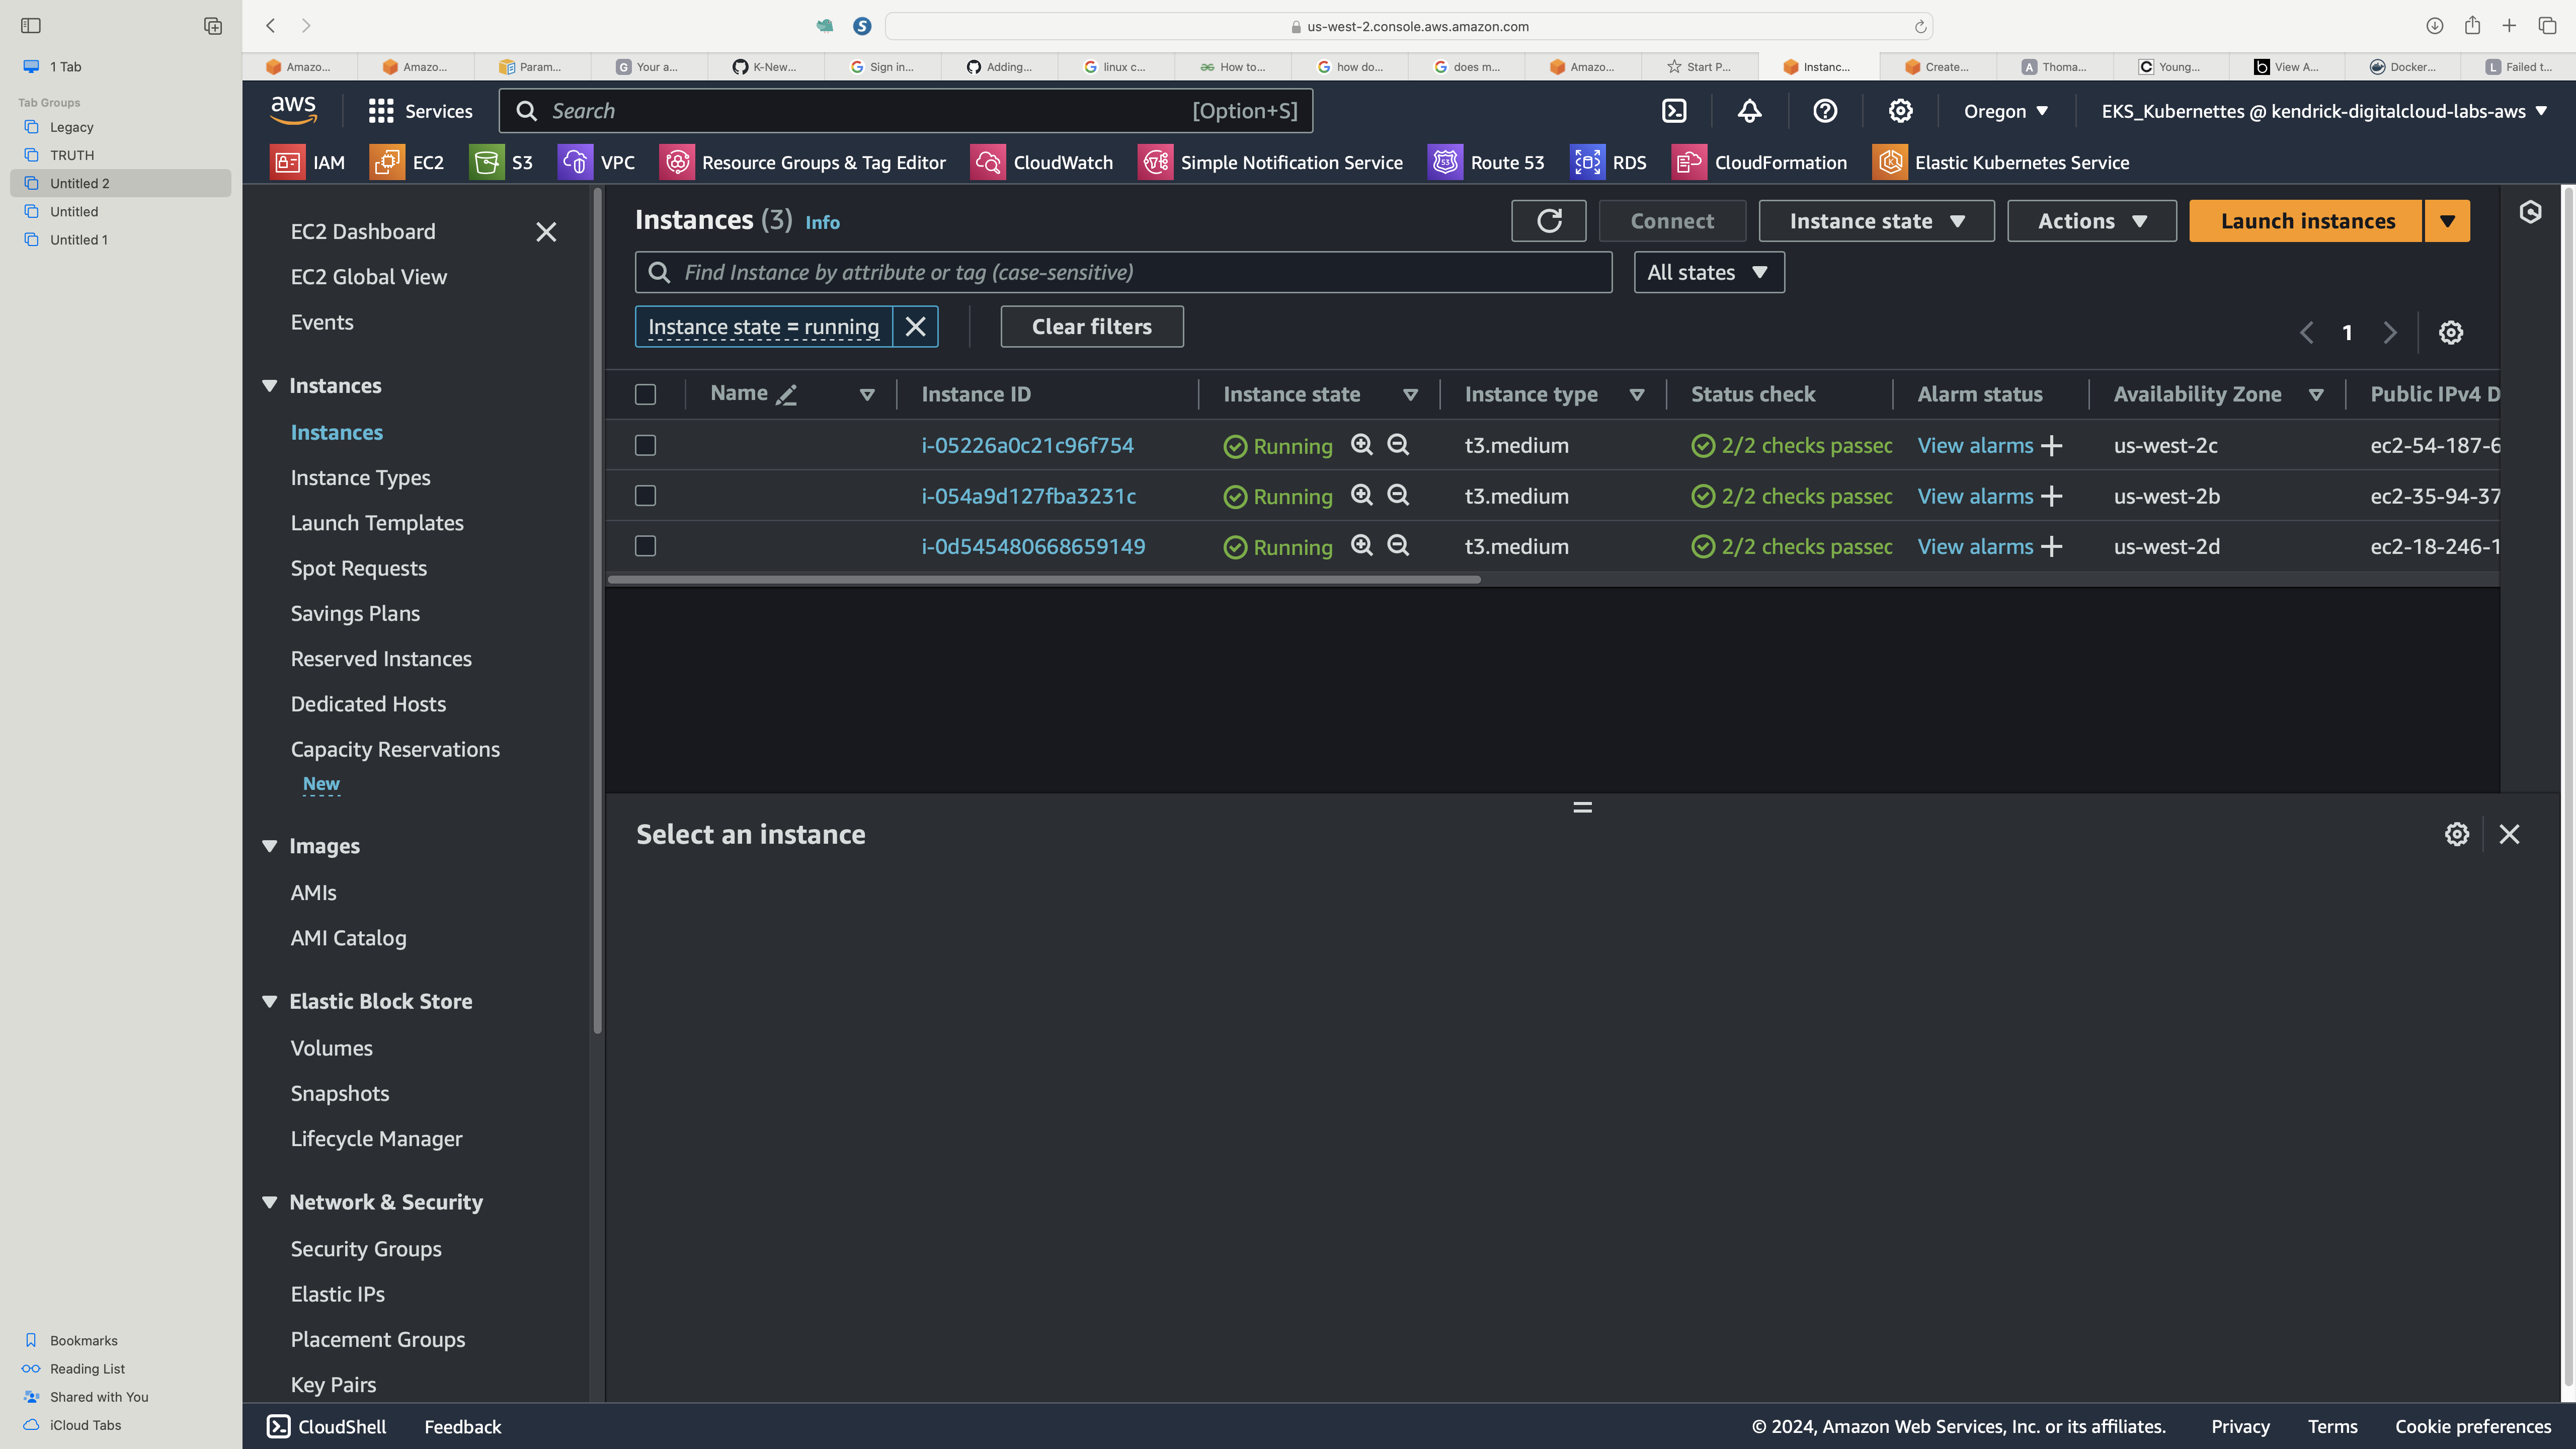 us-west-2.console.aws.amazon.com
1 Tab
Tab Groups
Legacy
TRUTH
Untitled 2
Untitled
Untitled 1
Bookmarks
Reading List
Shared with You
iCloud Tabs
Amazo...
Amazo...
Param...
Your a...
K-New...
Sign in...
Adding...
linux c...
How to...
how do...
does m...
Amazo...
Start P...
Instanc...
Create...
Thoma...
Young...
View A...
Docker...
Failed t...
aws
Services
Search
[Option+S]
Oregon
EKS_Kubernettes @ kendrick-digitalcloud-labs-aws
IAM
EC2
S3
VPC
Resource Groups & Tag Editor
CloudWatch
Simple Notification Service
Route 53
RDS
CloudFormation
Elastic Kubernetes Service
EC2 Dashboard
EC2 Global View
Events
Instances
Instances
Instance Types
Launch Templates
Spot Requests
Savings Plans
Reserved Instances
Dedicated Hosts
Capacity Reservations
New
Images
AMIs
AMI Catalog
Elastic Block Store
Volumes
Snapshots
Lifecycle Manager
Network & Security
Security Groups
Elastic IPs
Placement Groups
Key Pairs
Instances (3) Info
Connect
Instance state
Actions
Launch instances
Find Instance by attribute or tag (case-sensitive)
All states
Instance state = running
Clear filters
1
Name Instance ID Instance state Instance type Status check Alarm status Availability Zone Public IPv4 D
i-05226a0c21c96f754 Running t3.medium 2/2 checks passec View alarms us-west-2c ec2-54-187-6
i-054a9d127fba3231c Running t3.medium 2/2 checks passec View alarms us-west-2b ec2-35-94-37
i-0d545480668659149 Running t3.medium 2/2 checks passec View alarms us-west-2d ec2-18-246-1
Select an instance
CloudShell
Feedback
© 2024, Amazon Web Services, Inc. or its affiliates.
Privacy
Terms
Cookie preferences